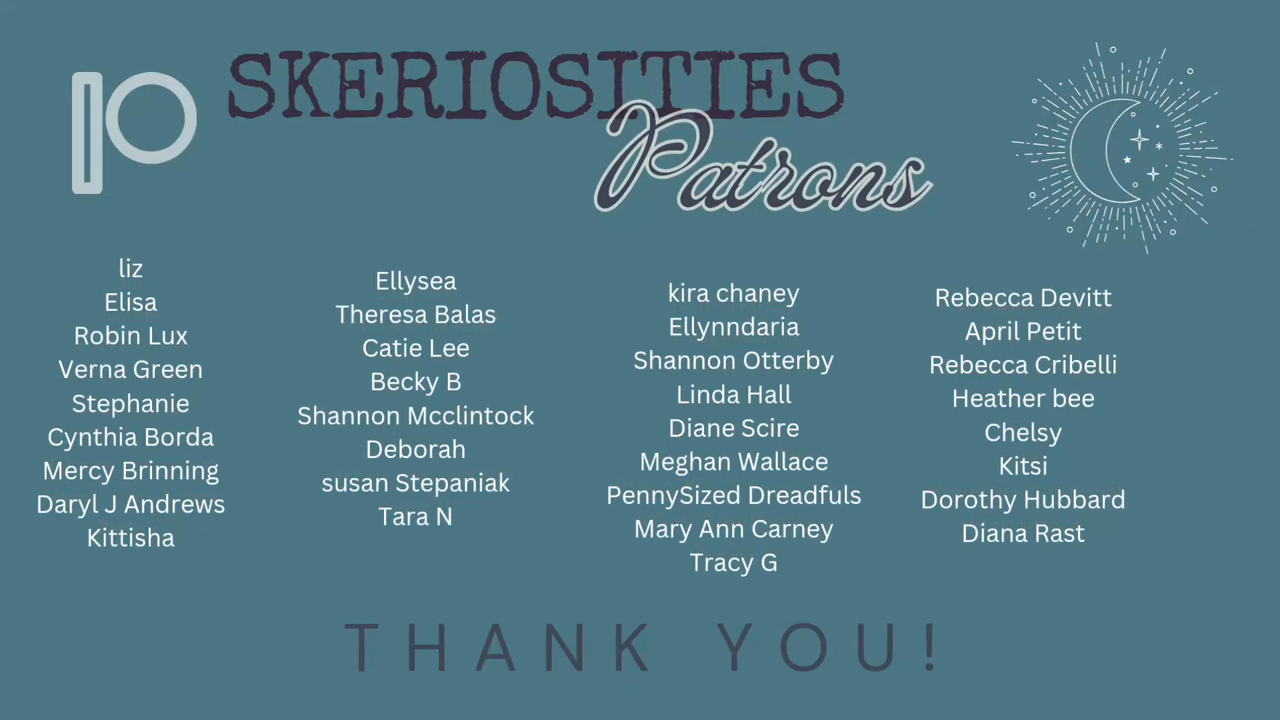 SKERIOSITIES
Patrons
liz
Elisa
Robin Lux
Verna Green
Stephanie
Cynthia Borda
Mercy Brinning
Daryl J Andrews
Kittisha
Ellysea
Theresa Balas
Catie Lee
Becky B
Shannon Mcclintock
Deborah
susan Stepaniak
Tara N
kira chaney
Ellynndaria
Shannon Otterby
Linda Hall
Diane Scire
Meghan Wallace
PennySized Dreadfuls
Mary Ann Carney
Tracy G
Rebecca Devitt
April Petit
Rebecca Cribelli
Heather bee
Chelsy
Kitsi
Dorothy Hubbard
Diana Rast
THANK YOU!